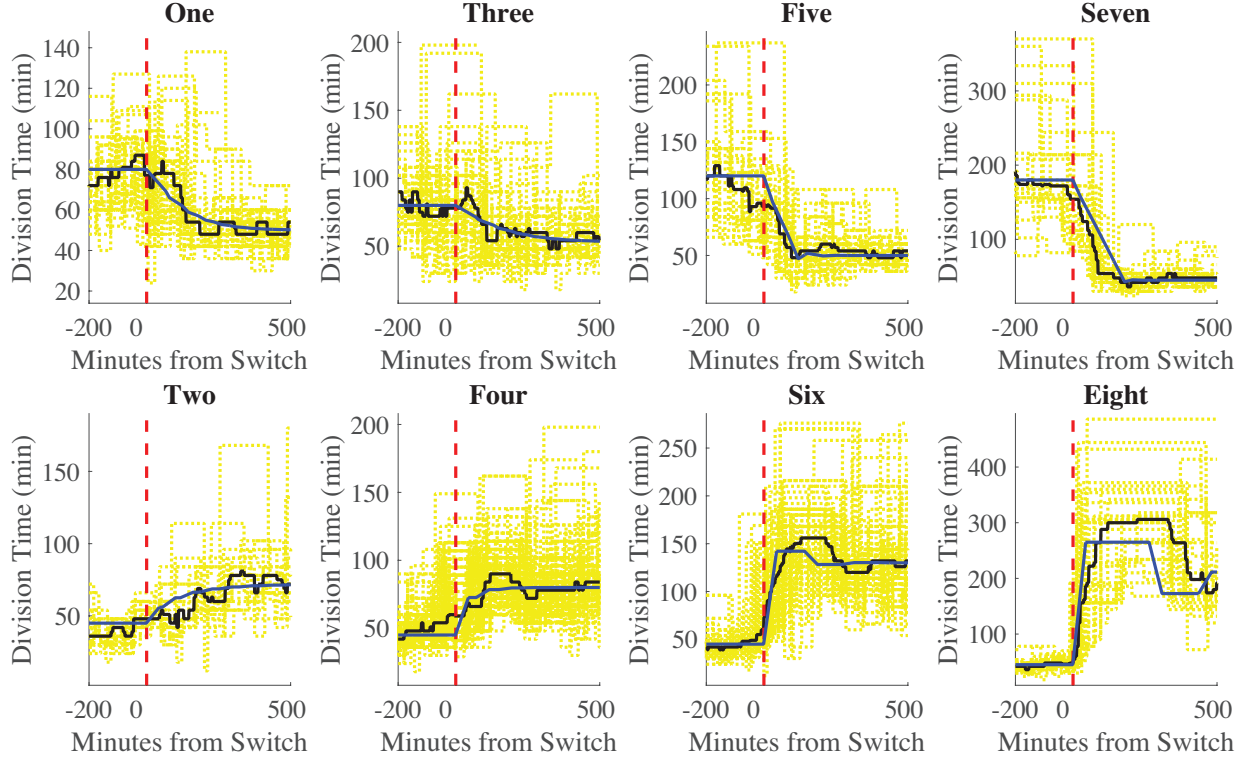 One
Division Time (min)
140
120
100
80
60
40
20
-200 0 500
Minutes from Switch
Three
Division Time (min)
200
150
100
50
-200 0 500
Minutes from Switch
Five
Division Time (min)
200
150
100
50
-200 0 500
Minutes from Switch
Seven
Division Time (min)
300
200
100
-200 0 500
Minutes from Switch
Two
Division Time (min)
150
100
50
-200 0 500
Minutes from Switch
Four
Division Time (min)
200
150
100
50
-200 0 500
Minutes from Switch
Six
Division Time (min)
250
200
150
100
50
-200 0 500
Minutes from Switch
Eight
Division Time (min)
400
300
200
100
-200 0 500
Minutes from Switch